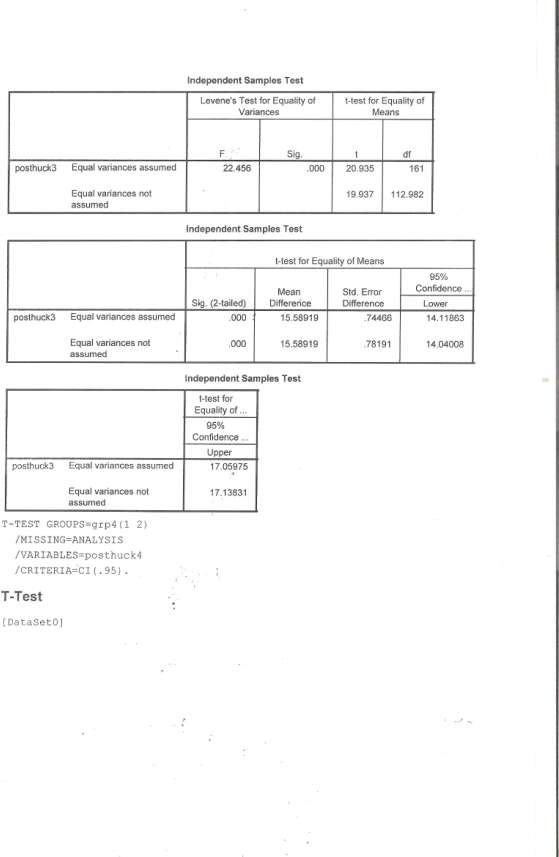 Independent Samples Test
Levene's Test for Equality of Variances
t-test for Equality of Means
F Sig. t df
posthuck3 Equal variances assumed 22.456 .000 20.935 161
Equal variances not assumed 19.937 112.982
Independent Samples Test
t-test for Equality of Means
95% Confidence ...
Sig. (2-tailed) Mean Difference Std. Error Difference Lower
posthuck3 Equal variances assumed .000 15.58919 .74466 14.11863
Equal variances not assumed .000 15.58919 .78191 14.04008
Independent Samples Test
t-test for Equality of ...
95% Confidence ...
Upper
posthuck3 Equal variances assumed 17.05975
Equal variances not assumed 17.13831
T-TEST GROUPS=grp4(1 2)
/MISSING=ANALYSIS
/VARIABLES=posthuck4
/CRITERIA=CI(.95).
T-Test
[DataSet0]